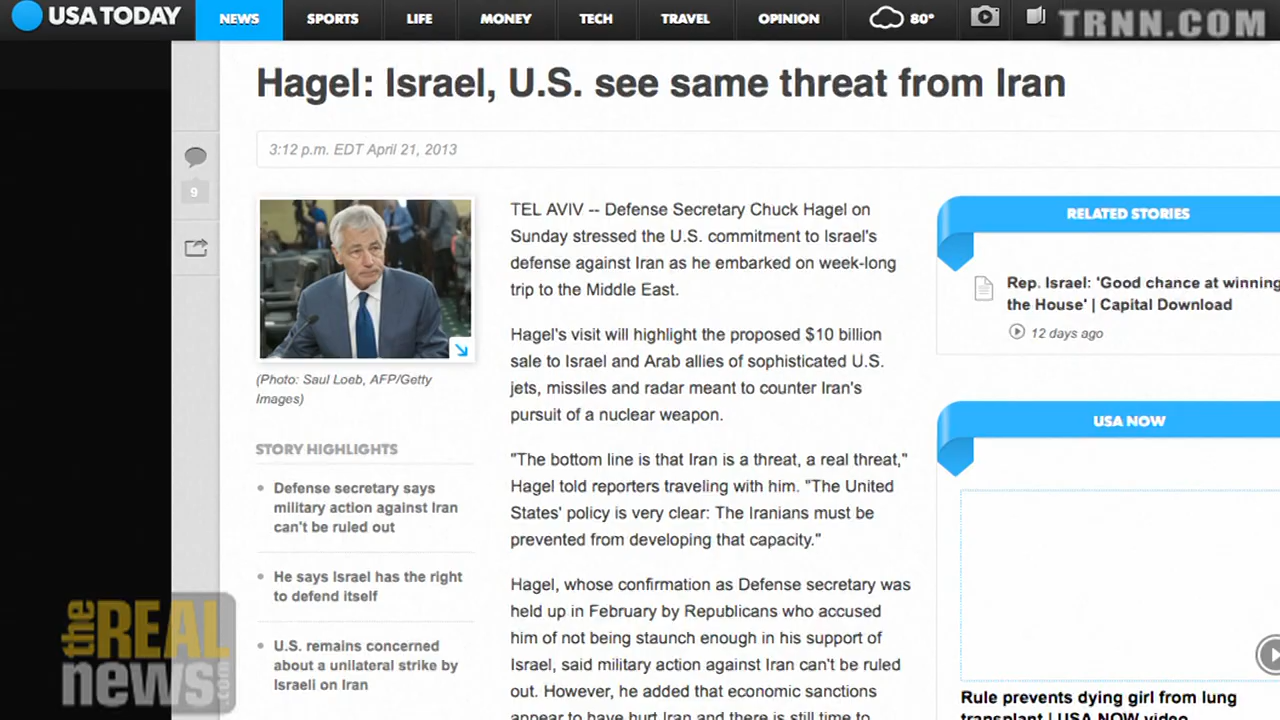 USA TODAY
NEWS
SPORTS
LIFE
MONEY
TECH
TRAVEL
OPINION
80°
TRNN.COM
Hagel: Israel, U.S. see same threat from Iran
3:12 p.m. EDT April 21, 2013
9
(Photo: Saul Loeb, AFP/Getty
Images)
STORY HIGHLIGHTS
Defense secretary says
military action against Iran
can't be ruled out
He says Israel has the right
to defend itself
U.S. remains concerned
about a unilateral strike by
Israeli on Iran
TEL AVIV -- Defense Secretary Chuck Hagel on
Sunday stressed the U.S. commitment to Israel's
defense against Iran as he embarked on week-long
trip to the Middle East.
Hagel's visit will highlight the proposed $10 billion
sale to Israel and Arab allies of sophisticated U.S.
jets, missiles and radar meant to counter Iran's
pursuit of a nuclear weapon.
"The bottom line is that Iran is a threat, a real threat,"
Hagel told reporters traveling with him. "The United
States' policy is very clear: The Iranians must be
prevented from developing that capacity."
Hagel, whose confirmation as Defense secretary was
held up in February by Republicans who accused
him of not being staunch enough in his support of
Israel, said military action against Iran can't be ruled
out. However, he added that economic sanctions
appear to have hurt Iran and there is still time to
RELATED STORIES
Rep. Israel: 'Good chance at winning
the House' | Capital Download
12 days ago
USA NOW
Rule prevents dying girl from lung
transplant | USA NOW video
the REAL
news.com